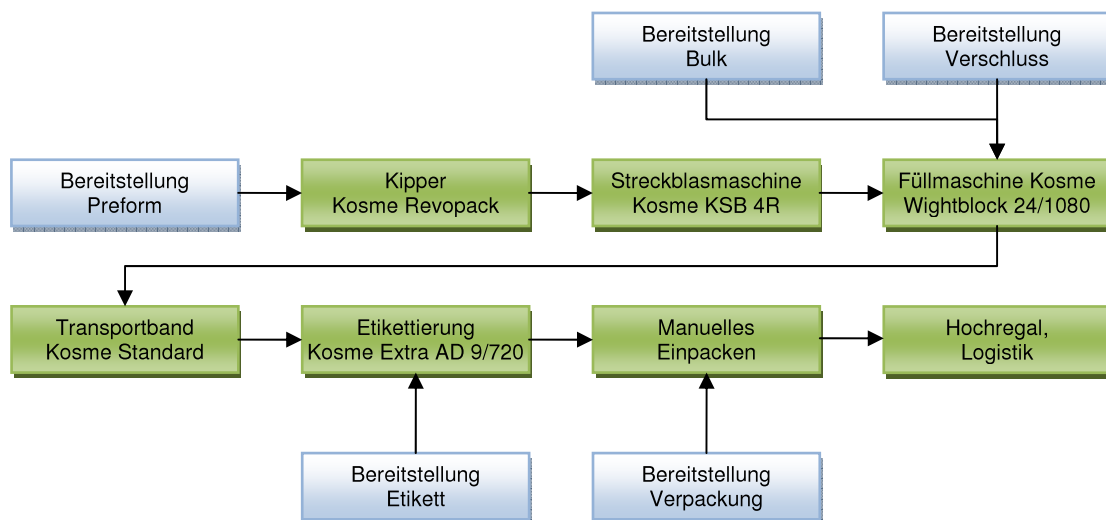 Bereitstellung
Bulk
Bereitstellung
Verschluss
Bereitstellung
Preform
Kipper
Kosme Revopack
Streckblasmaschine
Kosme KSB 4R
Füllmaschine Kosme
Wightblock 24/1080
Transportband
Kosme Standard
Etikettierung
Kosme Extra AD 9/720
Manuelles
Einpacken
Hochregal,
Logistik
Bereitstellung
Etikett
Bereitstellung
Verpackung